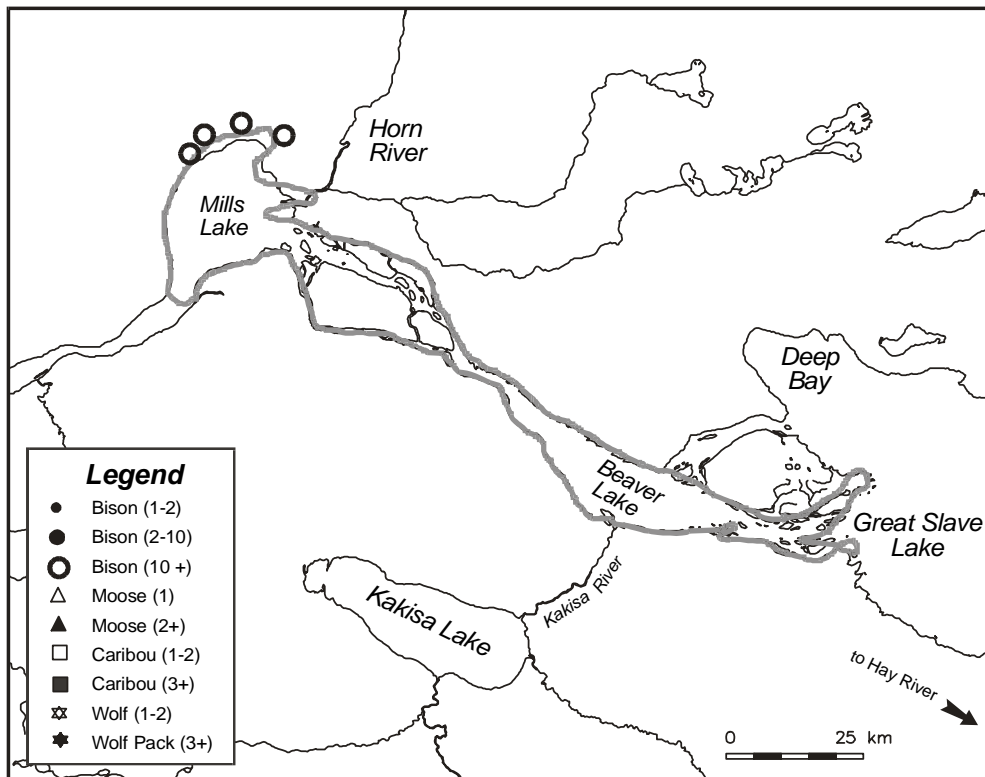 Horn
River
Mills
Lake
Deep
Bay
Beaver
Lake
Great Slave
Lake
Kakisa River
Kakisa Lake
to Hay River
Legend
Bison (1-2)
Bison (2-10)
Bison (10 +)
Moose (1)
Moose (2+)
Caribou (1-2)
Caribou (3+)
Wolf (1-2)
Wolf Pack (3+)
0 25 km